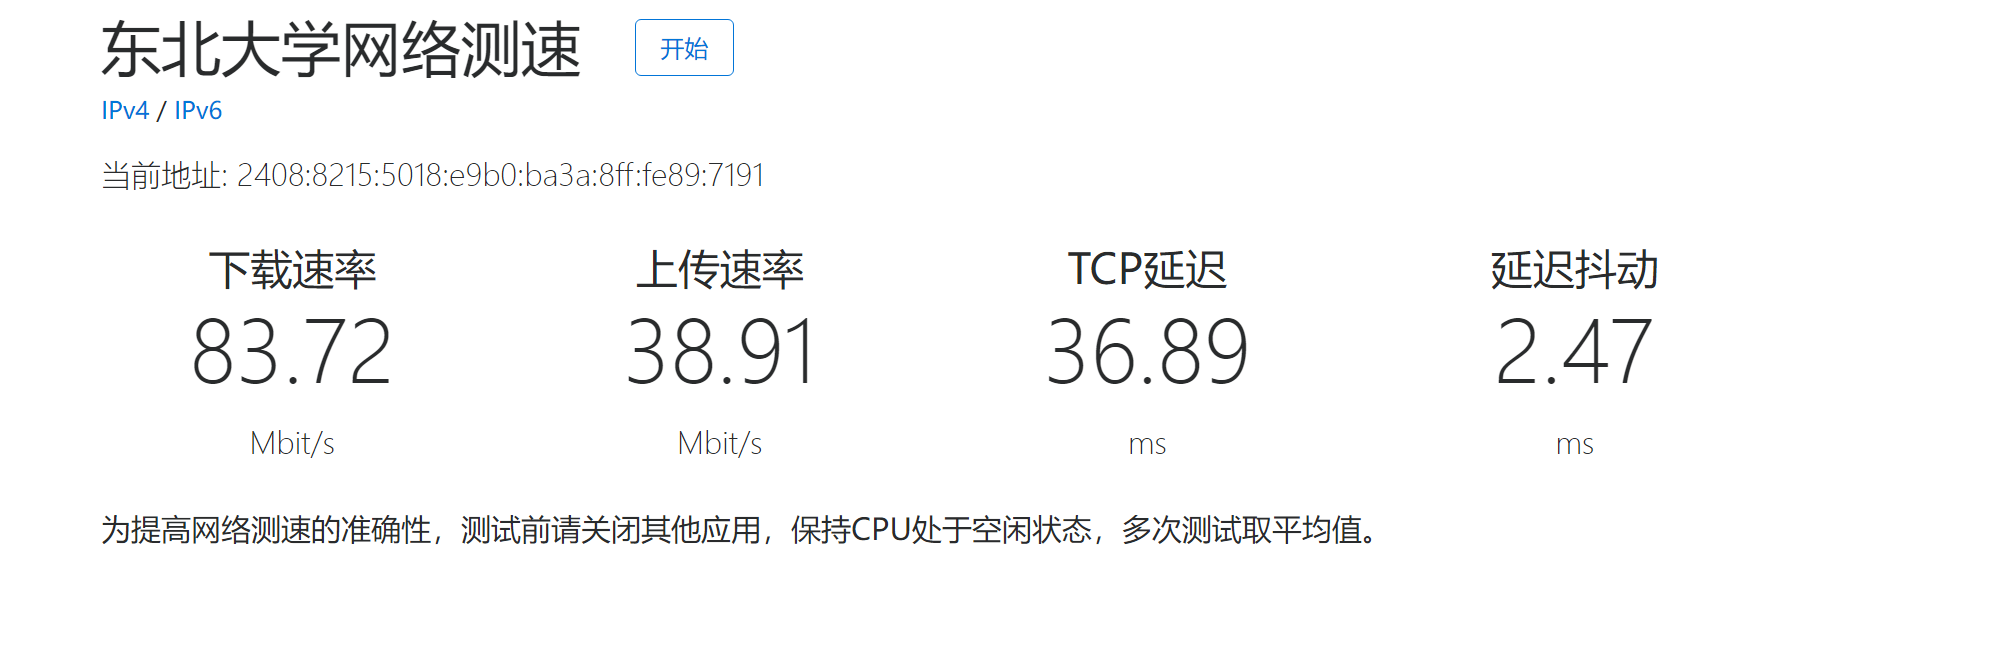 东北大学网络测速 开始
IPv4 / IPv6
当前地址: 2408:8215:5018:e9b0:ba3a:8ff:fe89:7191
下载速率 上传速率 TCP延迟 延迟抖动
83.72 38.91 36.89 2.47
Mbit/s Mbit/s ms ms
为提高网络测速的准确性，测试前请关闭其他应用，保持CPU处于空闲状态，多次测试取平均值。